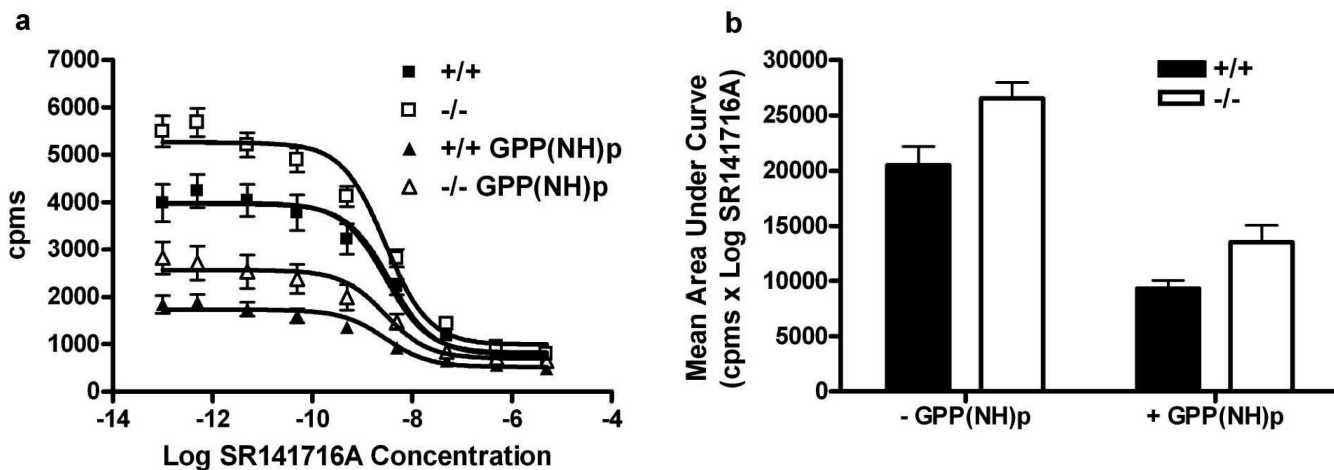 a
7000
6000
5000
4000
3000
2000
1000
0
cpms
-14
-12
-10
-8
-6
-4
Log SR141716A Concentration
+/+
-/-
+/+ GPP(NH)p
-/- GPP(NH)p
b
30000
25000
20000
15000
10000
5000
0
Mean Area Under Curve
(cpms x Log SR141716A)
+/+
-/-
- GPP(NH)p
+ GPP(NH)p